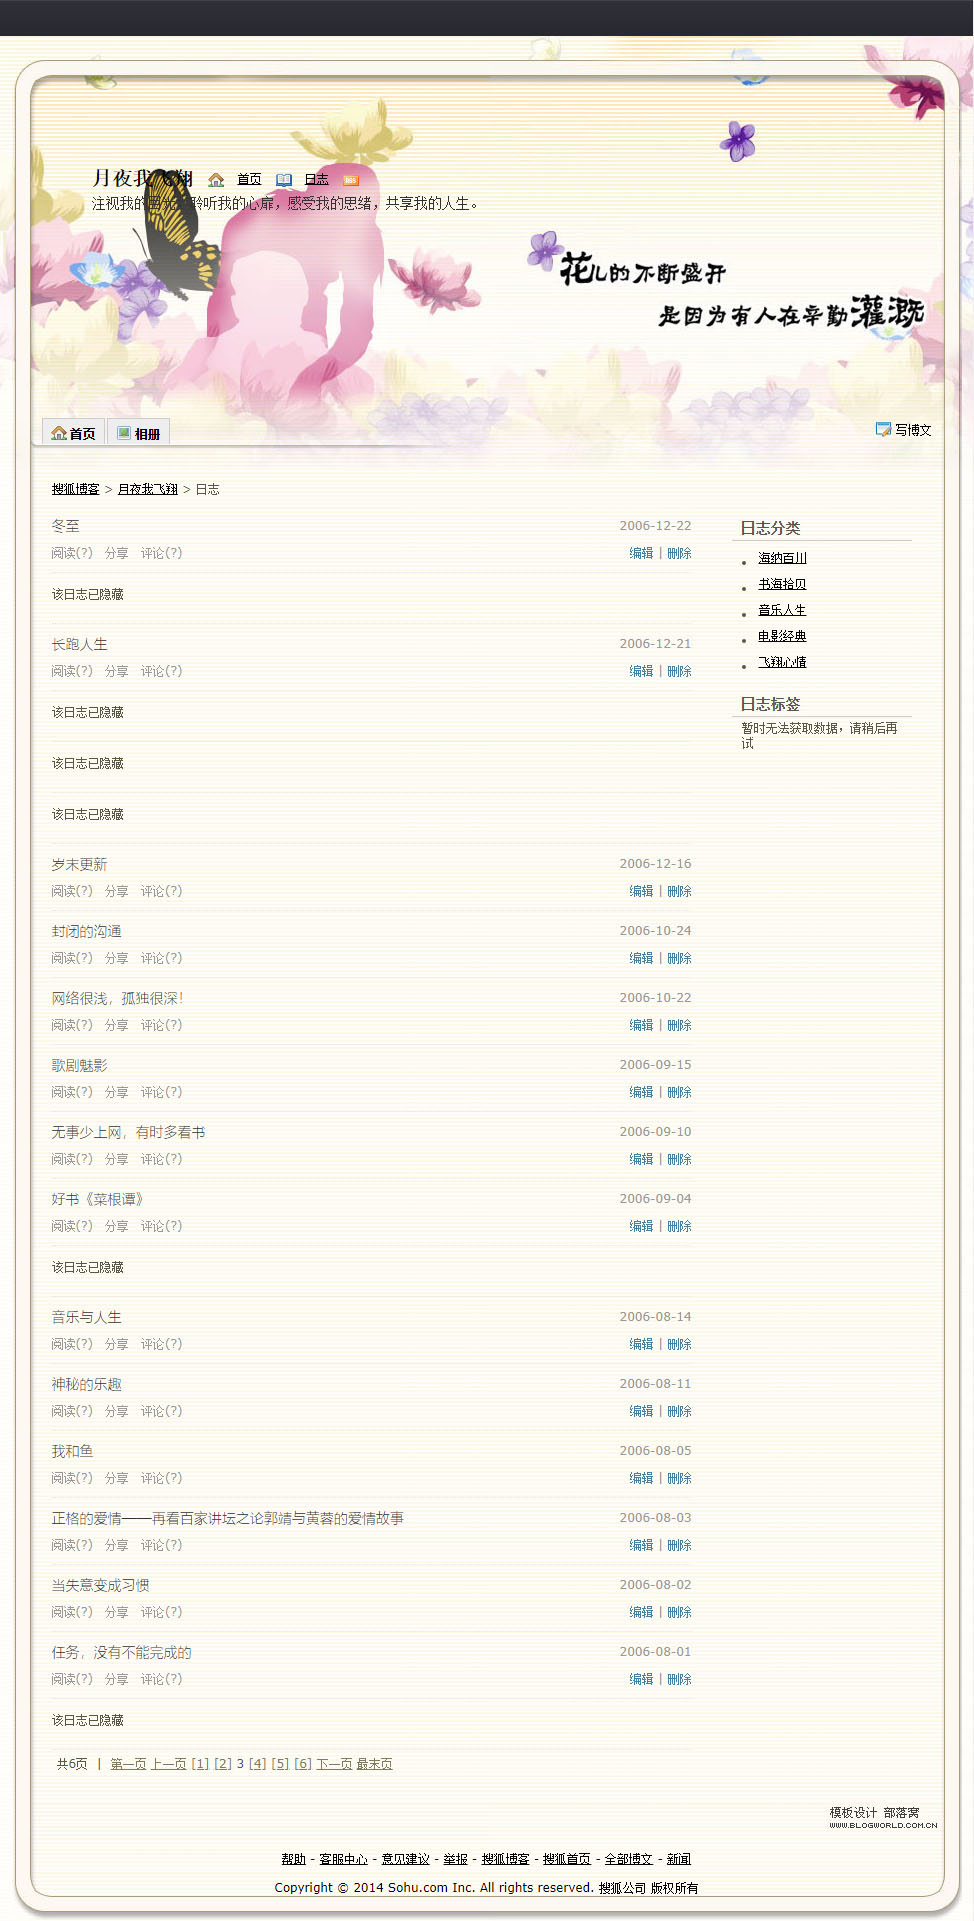 月夜我飞翔 首页 日志
注视我的目光，聆听我的心扉，感受我的思绪，共享我的人生。
花儿的不断盛开
是因为有人在辛勤灌溉
首页 相册 写博文
搜狐博客 > 月夜我飞翔 > 日志
冬至 2006-12-22
阅读(?) 分享 评论(?) 编辑 | 删除
该日志已隐藏
长跑人生 2006-12-21
阅读(?) 分享 评论(?) 编辑 | 删除
该日志已隐藏
该日志已隐藏
该日志已隐藏
岁末更新 2006-12-16
阅读(?) 分享 评论(?) 编辑 | 删除
封闭的沟通 2006-10-24
阅读(?) 分享 评论(?) 编辑 | 删除
网络很浅，孤独很深！ 2006-10-22
阅读(?) 分享 评论(?) 编辑 | 删除
歌剧魅影 2006-09-15
阅读(?) 分享 评论(?) 编辑 | 删除
无事少上网，有时多看书 2006-09-10
阅读(?) 分享 评论(?) 编辑 | 删除
好书《菜根谭》 2006-09-04
阅读(?) 分享 评论(?) 编辑 | 删除
该日志已隐藏
音乐与人生 2006-08-14
阅读(?) 分享 评论(?) 编辑 | 删除
神秘的乐趣 2006-08-11
阅读(?) 分享 评论(?) 编辑 | 删除
我和鱼 2006-08-05
阅读(?) 分享 评论(?) 编辑 | 删除
正格的爱情——再看百家讲坛之论郭靖与黄蓉的爱情故事 2006-08-03
阅读(?) 分享 评论(?) 编辑 | 删除
当失意变成习惯 2006-08-02
阅读(?) 分享 评论(?) 编辑 | 删除
任务，没有不能完成的 2006-08-01
阅读(?) 分享 评论(?) 编辑 | 删除
该日志已隐藏
共6页 | 第一页 上一页 [1] [2] 3 [4] [5] [6] 下一页 最末页
日志分类
海纳百川
书海拾贝
音乐人生
电影经典
飞翔心情
日志标签
暂时无法获取数据，请稍后再
试
模板设计 部落窝
WWW.BLOGWORLD.COM.CN
帮助 - 客服中心 - 意见建议 - 举报 - 搜狐博客 - 搜狐首页 - 全部博文 - 新闻
Copyright © 2014 Sohu.com Inc. All rights reserved. 搜狐公司 版权所有